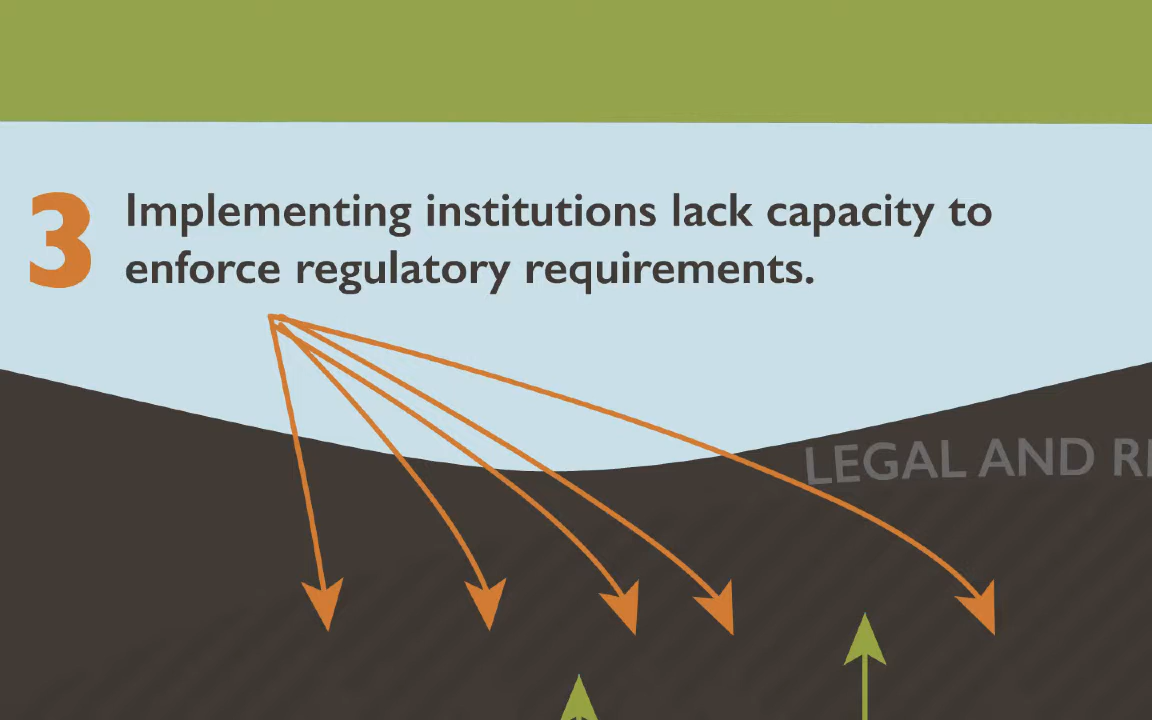 3
Implementing institutions lack capacity to
enforce regulatory requirements.
LEGAL AND